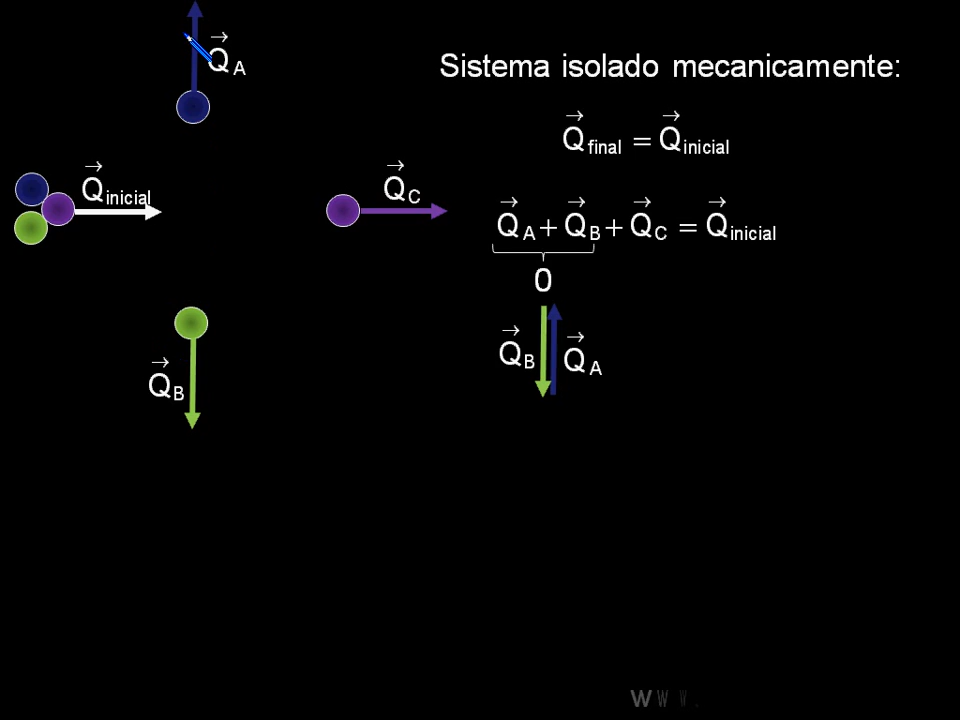 Q⃗ A
Sistema isolado mecanicamente:
Q⃗ final = Q⃗ inicial
Q⃗ inicial
Q⃗ C
Q⃗ A + Q⃗ B + Q⃗ C = Q⃗ inicial
0
Q⃗ B
Q⃗ A
Q⃗ B
w w w .